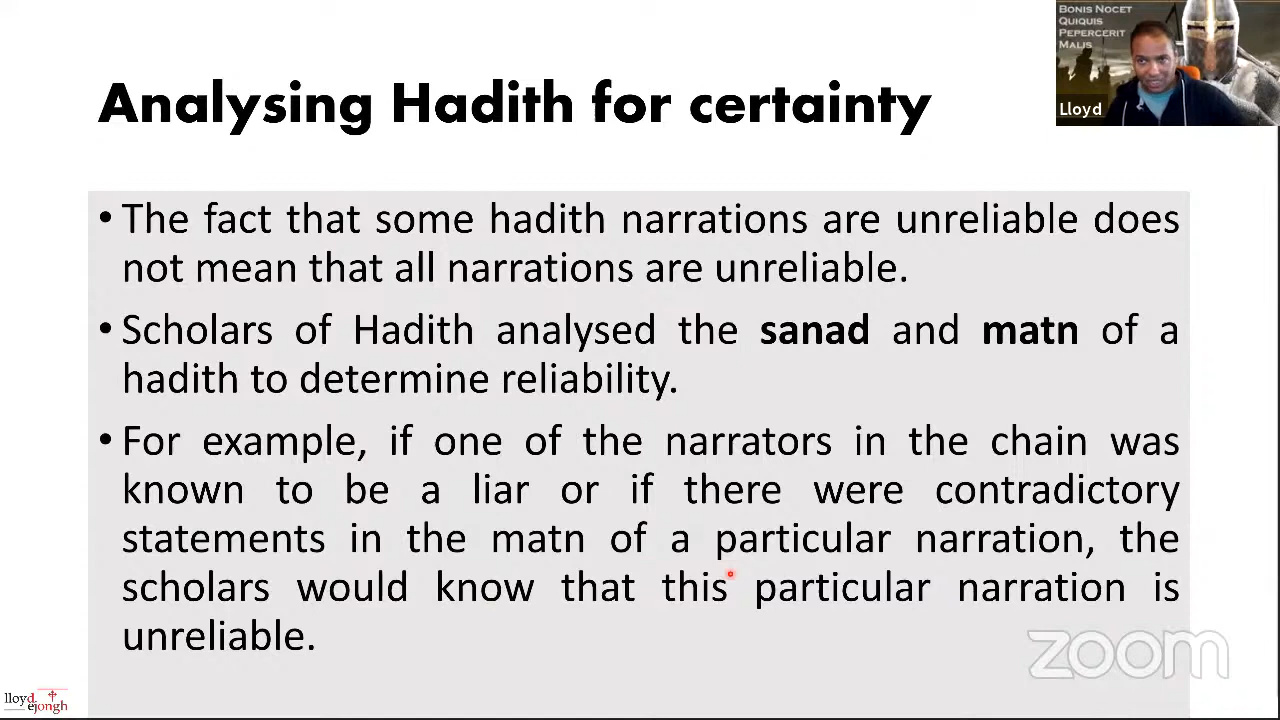 Bonis Nocet
Quiquis
Pepercerit
Malis
Lloyd
Analysing Hadith for certainty
• The fact that some hadith narrations are unreliable does
not mean that all narrations are unreliable.
• Scholars of Hadith analysed the sanad and matn of a
hadith to determine reliability.
• For example, if one of the narrators in the chain was
known to be a liar or if there were contradictory
statements in the matn of a particular narration, the
scholars would know that this particular narration is
unreliable.
zoom
lloyd
ejongh